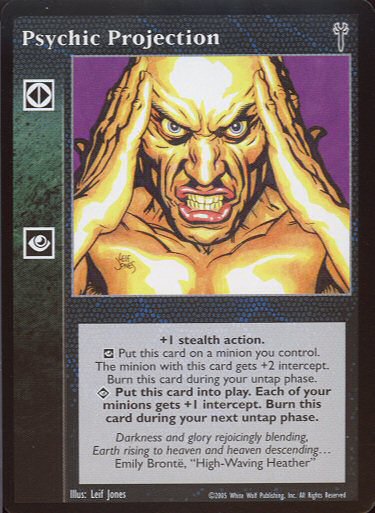 Psychic Projection
LEIF
JONES
+1 stealth action.
Put this card on a minion you control.
The minion with this card gets +2 intercept.
Burn this card during your untap phase.
Put this card into play. Each of your
minions gets +1 intercept. Burn this
card during your next untap phase.
Darkness and glory rejoicingly blending,
Earth rising to heaven and heaven descending…
Emily Brontë, “High-Waving Heather”
Illus: Leif Jones
©2005 White Wolf Publishing, Inc. All Rights Reserved